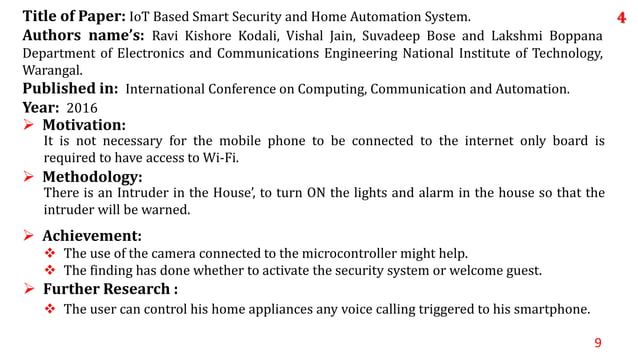 Title of Paper: IoT Based Smart Security and Home Automation System.
4
Authors name's: Ravi Kishore Kodali, Vishal Jain, Suvadeep Bose and Lakshmi Boppana
Department of Electronics and Communications Engineering National Institute of Technology,
Warangal.
Published in: International Conference on Computing, Communication and Automation.
Year: 2016
➢ Motivation:
It is not necessary for the mobile phone to be connected to the internet only board is
required to have access to Wi-Fi.
➢ Methodology:
There is an Intruder in the House', to turn ON the lights and alarm in the house so that the
intruder will be warned.
➢ Achievement:
❖ The use of the camera connected to the microcontroller might help.
❖ The finding has done whether to activate the security system or welcome guest.
➢ Further Research :
❖ The user can control his home appliances any voice calling triggered to his smartphone.
9